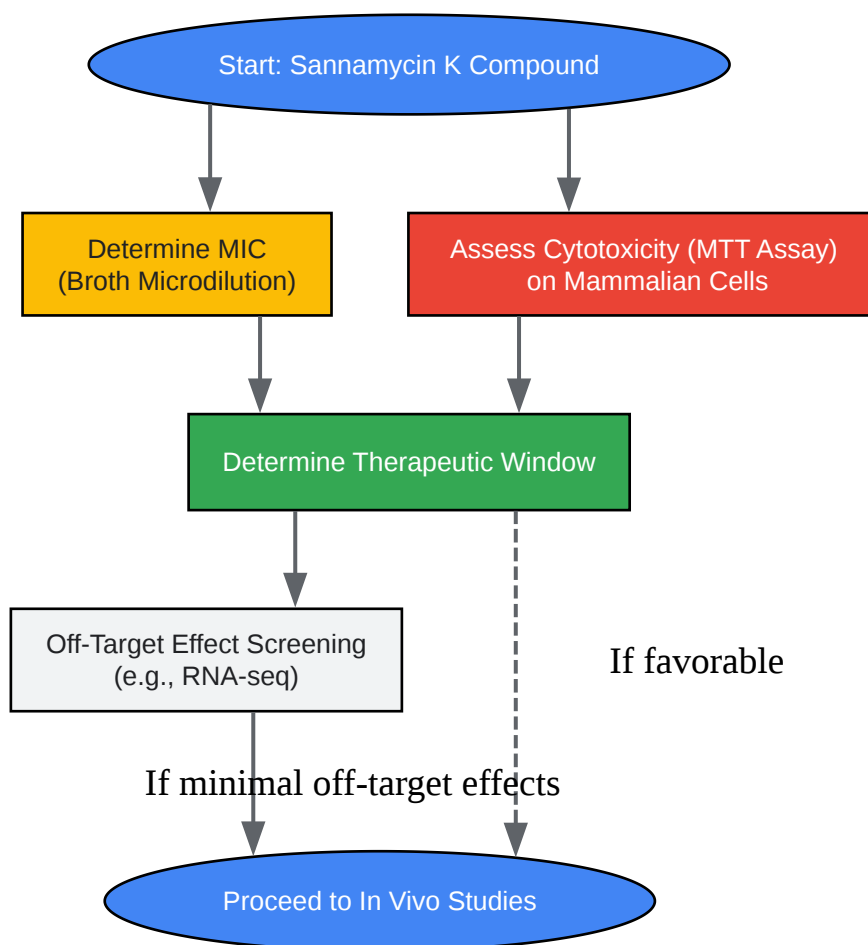 Start: Sannamycin K Compound
Determine MIC
(Broth Microdilution)
Assess Cytotoxicity (MTT Assay)
on Mammalian Cells
Determine Therapeutic Window
Off-Target Effect Screening
(e.g., RNA-seq)
If favorable
If minimal off-target effects
Proceed to In Vivo Studies